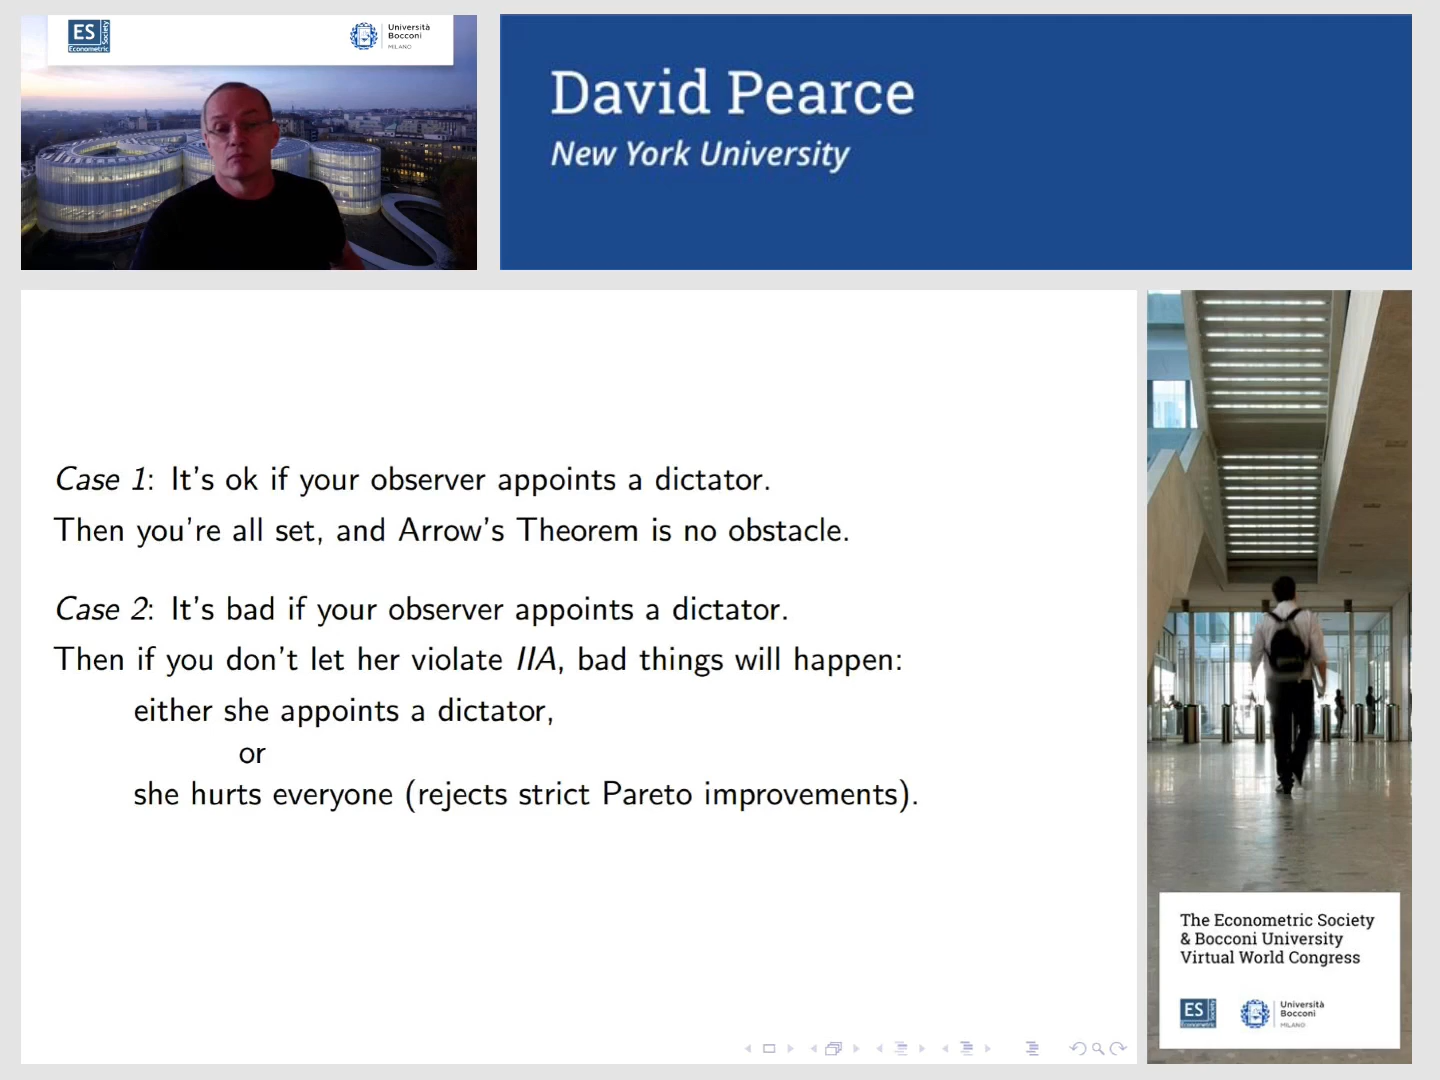 ES
Econometric
Society
Università
Bocconi
MILANO
David Pearce
New York University
Case 1: It's ok if your observer appoints a dictator.
Then you're all set, and Arrow's Theorem is no obstacle.
Case 2: It's bad if your observer appoints a dictator.
Then if you don't let her violate IIA, bad things will happen:
either she appoints a dictator,
or
she hurts everyone (rejects strict Pareto improvements).
The Econometric Society
& Bocconi University
Virtual World Congress
ES
Econometric
Society
Università
Bocconi
MILANO